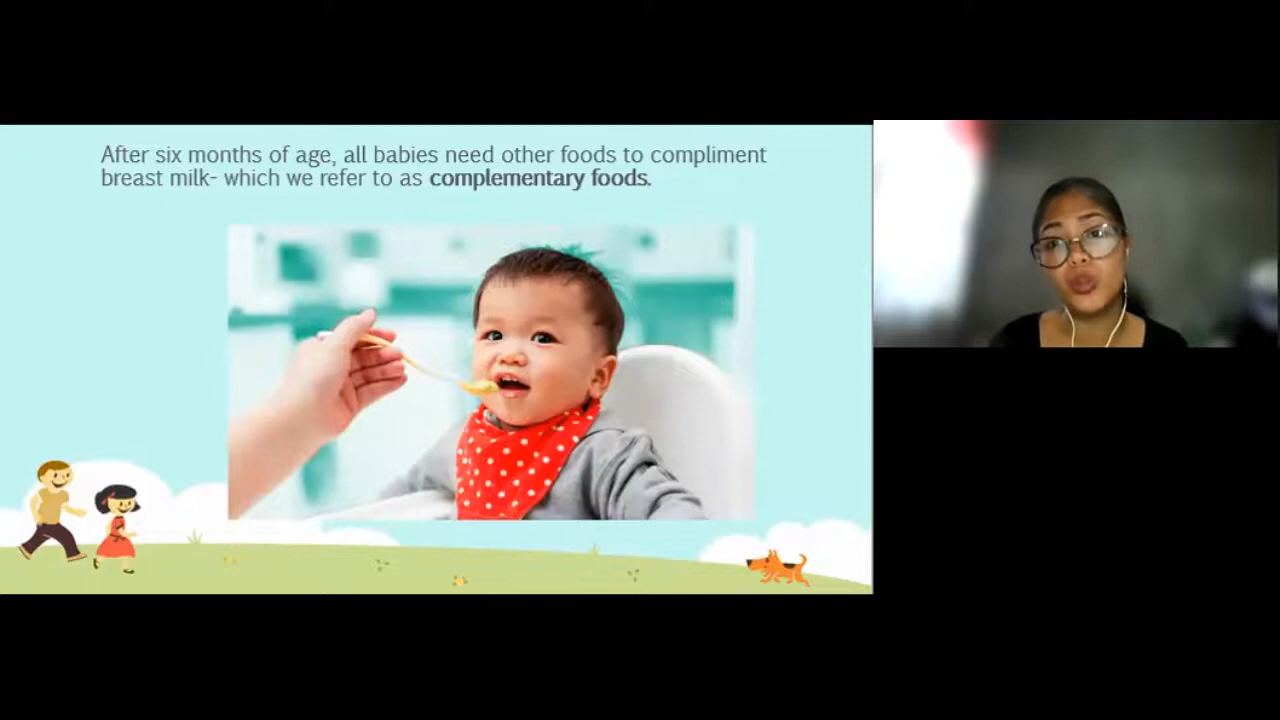 After six months of age, all babies need other foods to compliment
breast milk- which we refer to as complementary foods.